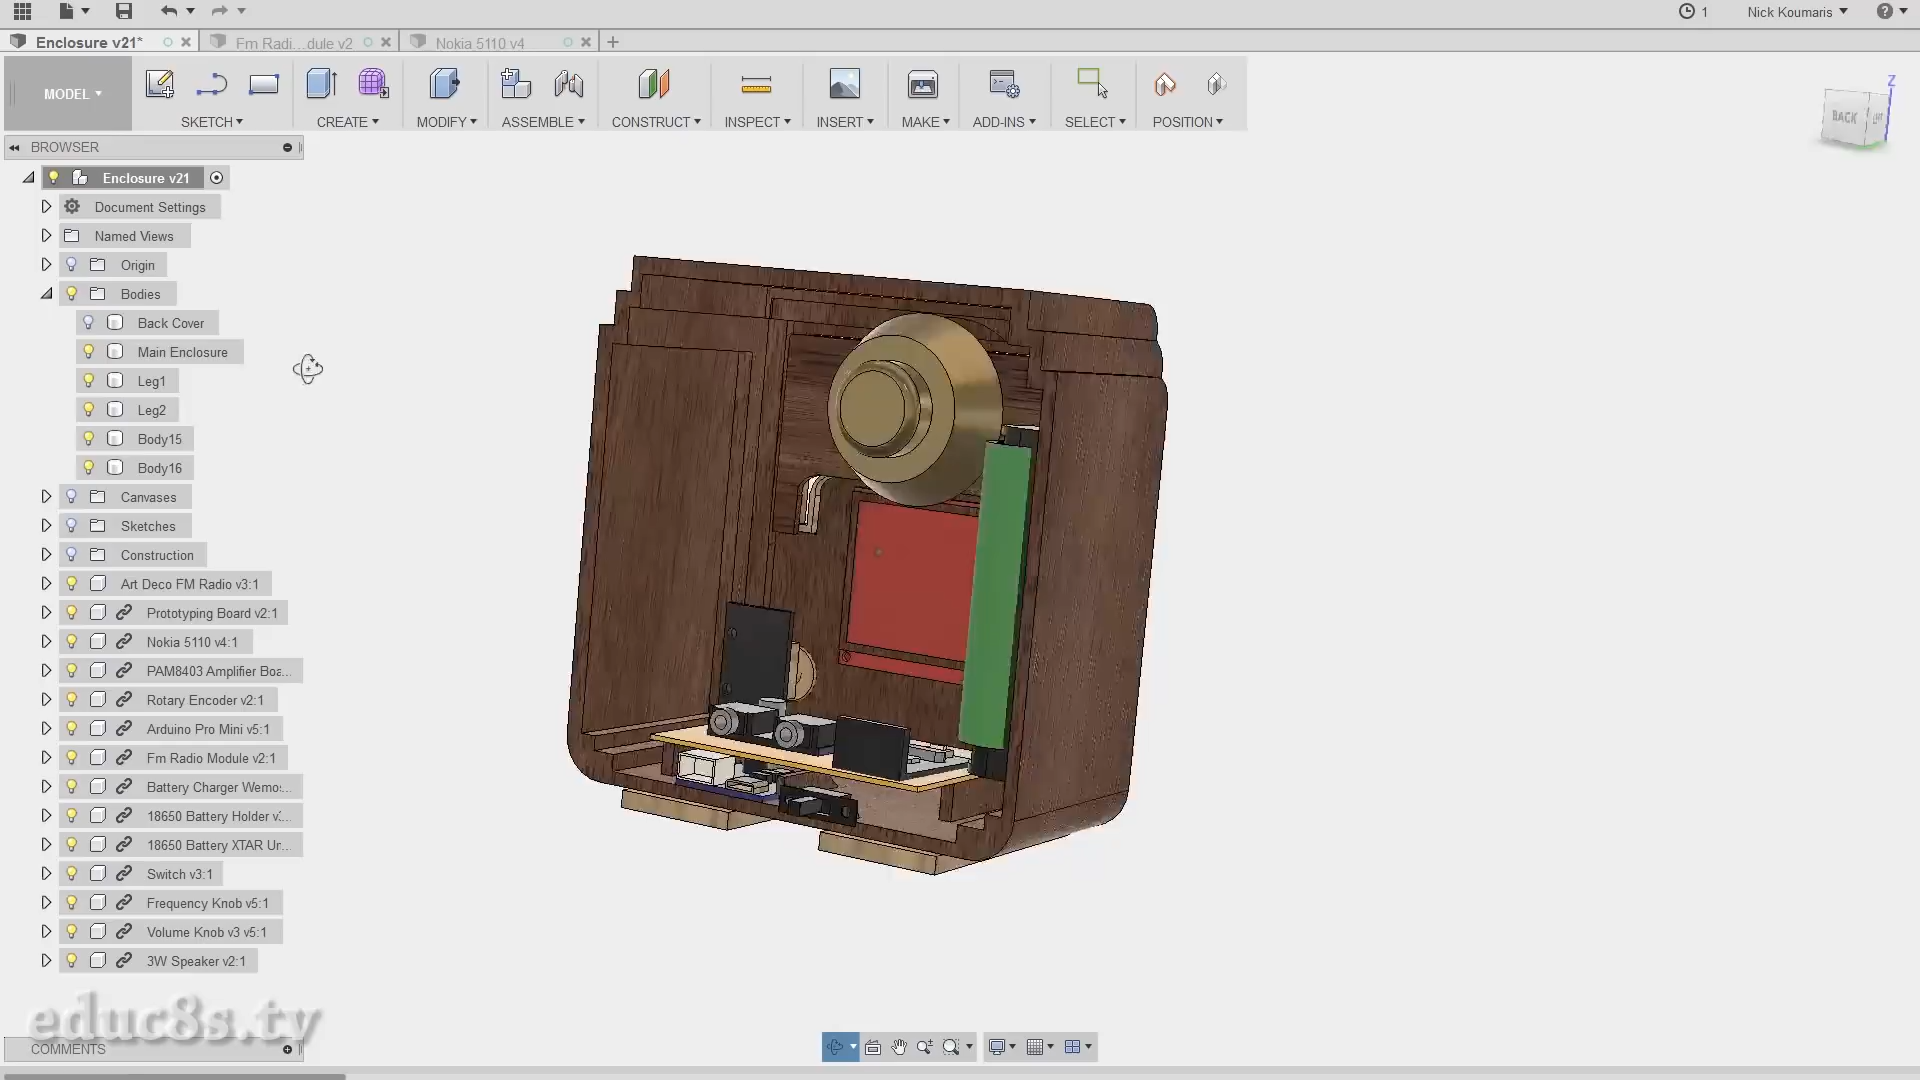 1 Nick Koumaris
Enclosure v21* Fm Radi...dule v2 Nokia 5110 v4
MODEL
SKETCH CREATE MODIFY ASSEMBLE CONSTRUCT INSPECT INSERT MAKE ADD-INS SELECT POSITION
Z
BACK
BROWSER
Enclosure v21
Document Settings
Named Views
Origin
Bodies
Back Cover
Main Enclosure
Leg1
Leg2
Body15
Body16
Canvases
Sketches
Construction
Art Deco FM Radio v3:1
Prototyping Board v2:1
Nokia 5110 v4:1
PAM8403 Amplifier Boa...
Rotary Encoder v2:1
Arduino Pro Mini v5:1
Fm Radio Module v2:1
Battery Charger Wemos...
18650 Battery Holder v...
18650 Battery XTAR Un...
Switch v3:1
Frequency Knob v5:1
Volume Knob v3 v5:1
3W Speaker v2:1
educ8s.tv
COMMENTS